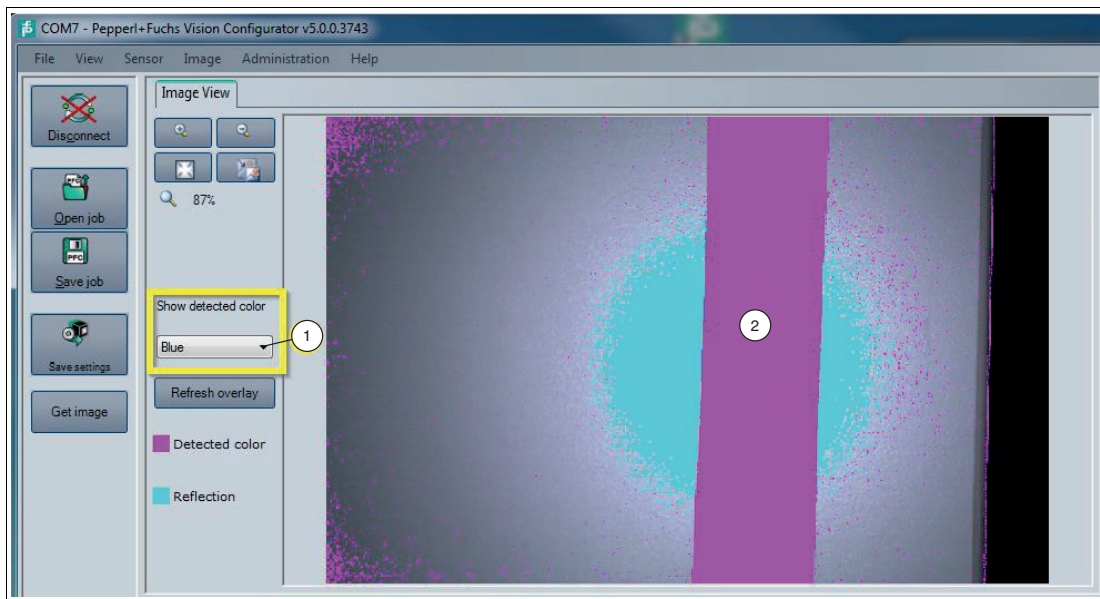 COM7 - Pepperl+Fuchs Vision Configurator v5.0.0.3743
File View Sensor Image Administration Help
Image View
Disconnect
87%
Open job
Save job
Show detected color
1
Blue
2
Save settings
Refresh overlay
Get image
Detected color
Reflection